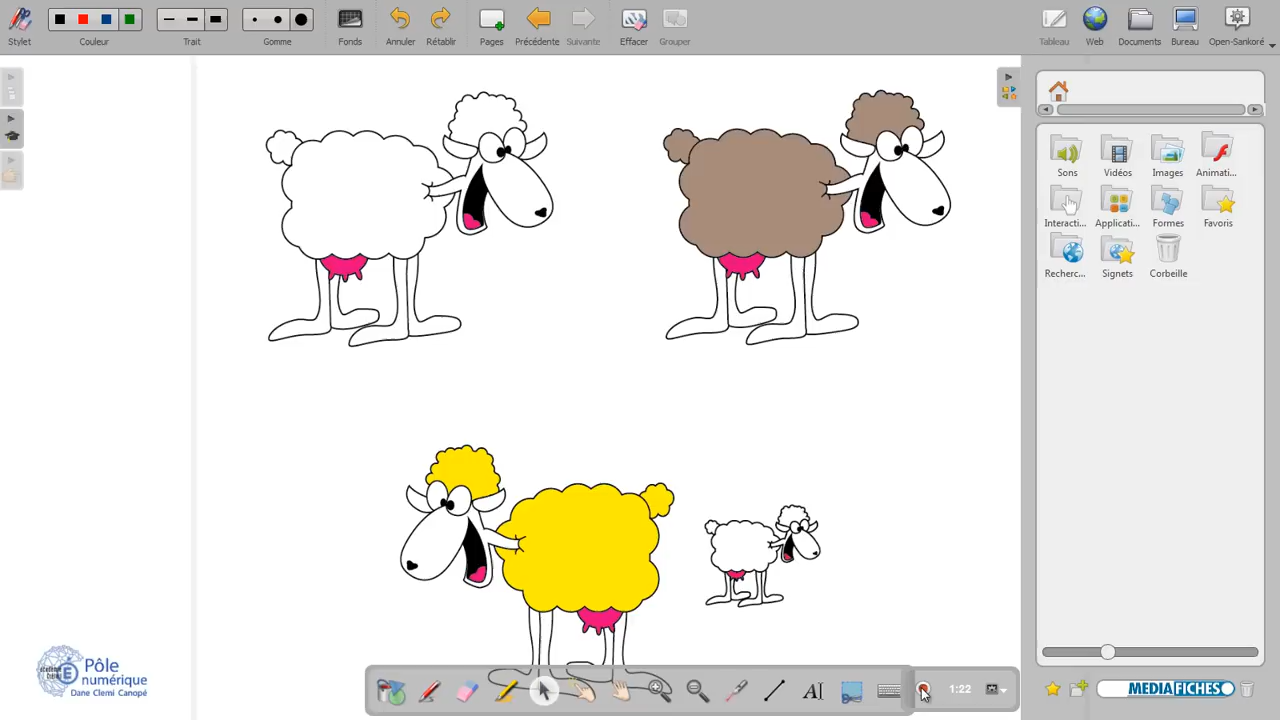 Stylet Couleur Trait Gomme Fonds Annuler Rétablir Pages Précédente Suivante Effacer Grouper Tableau Web Documents Bureau Open-Sankoré
Sons Vidéos Images Animati...
Interacti... Applicati... Formes Favoris
Recherc... Signets Corbeille
Pôle
numérique
Dane Clemi Canopé
AI
1:22
MEDIAFICHES